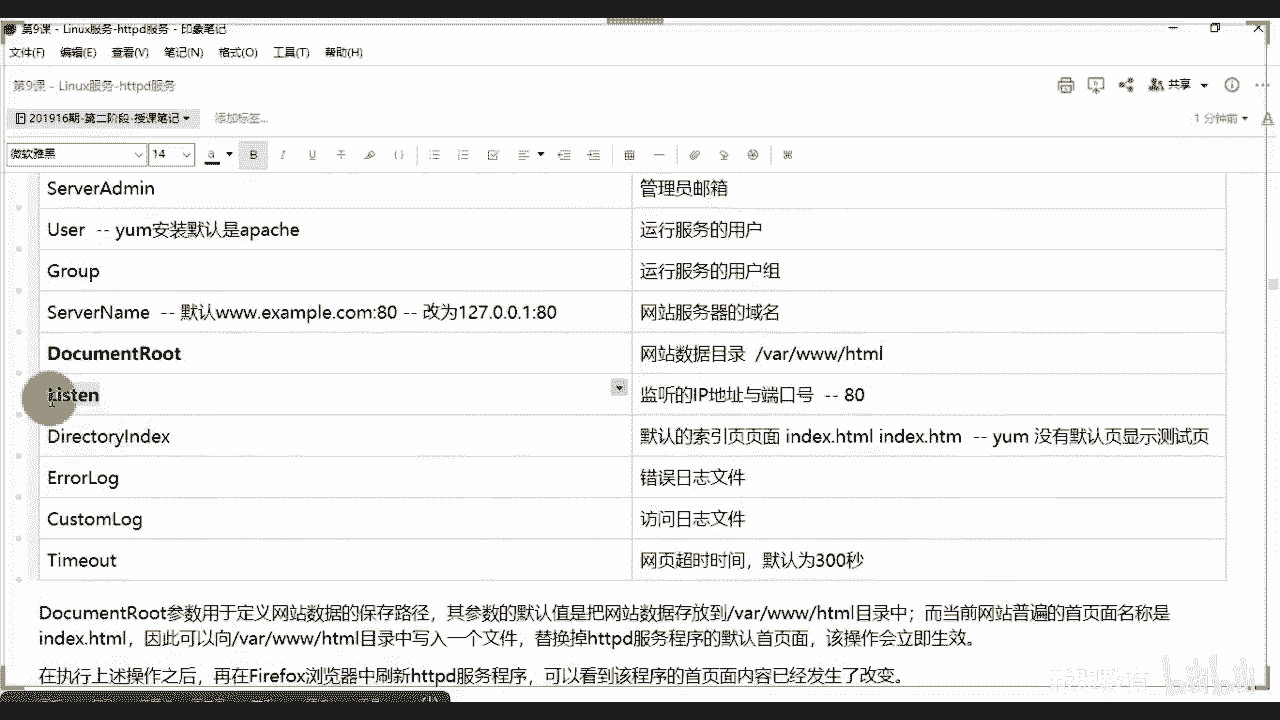 第9课 - Linux服务-httpd服务 - 印象笔记
文件(F) 编辑(E) 查看(V) 笔记(N) 格式(O) 工具(T) 帮助(H)
第9课 - Linux服务-httpd服务
共享
201916期-第二阶段-授课笔记
添加标签...
1 分钟前
微软雅黑 14
ServerAdmin 管理员邮箱
User -- yum安装默认是apache 运行服务的用户
Group 运行服务的用户组
ServerName -- 默认www.example.com:80 -- 改为127.0.0.1:80 网站服务器的域名
DocumentRoot 网站数据目录 /var/www/html
Listen 监听的IP地址与端口号 -- 80
DirectoryIndex 默认的索引页页面 index.html index.htm -- yum 没有默认页显示测试页
ErrorLog 错误日志文件
CustomLog 访问日志文件
Timeout 网页超时时间，默认为300秒
DocumentRoot参数用于定义网站数据的保存路径，其参数的默认值是把网站数据存放到/var/www/html目录中；而当前网站普遍的首页面名称是
index.html，因此可以向/var/www/html目录中写入一个文件，替换掉httpd服务程序的默认首页面，该操作会立即生效。
在执行上述操作之后，再在Firefox浏览器中刷新httpd服务程序，可以看到该程序的首页面内容已经发生了改变。
bilibili